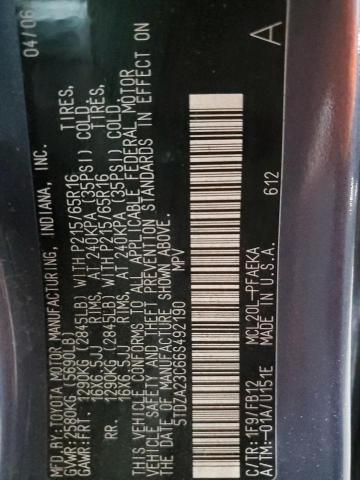 MFD.BY:TOYOTA MOTOR MANUFACTURING, INDIANA, INC. 04/06
GVWR:2580KG (5690LB)
GAWR:FRT. 1290KG (2845LB) WITH P215/65R16 TIRES,
16X6.5JJ RIMS, AT 240KPA (35PSI) COLD
RR. 1290KG (2845LB) WITH P215/65R16 TIRES,
16X6.5JJ RIMS, AT 240KPA (35PSI) COLD.
THIS VEHICLE CONFORMS TO ALL APPLICABLE FEDERAL MOTOR
VEHICLE SAFETY AND THEFT PREVENTION STANDARDS IN EFFECT ON
THE DATE OF MANUFACTURE SHOWN ABOVE.
5TDZA23C66S492190 MPV
612
C/TR:1E9/FB12 MCL20L-PFAEKA
A/TM:-01A/U151E MADE IN U.S.A. A